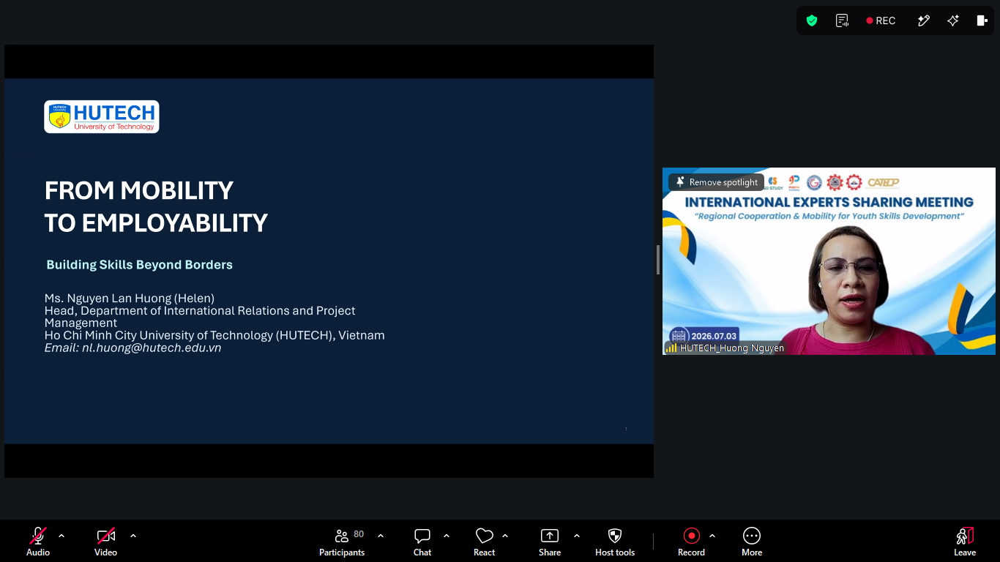 REC
HUTECH
University
HUTECH
University of Technology
FROM MOBILITY
TO EMPLOYABILITY
Building Skills Beyond Borders
Ms. Nguyen Lan Huong (Helen)
Head, Department of International Relations and Project
Management
Ho Chi Minh City University of Technology (HUTECH), Vietnam
Email: nl.huong@hutech.edu.vn
1
Remove spotlight
STUDY
INTERNATIONAL EXPERTS SHARING MEETING
"Regional Cooperation & Mobility for Youth Skills Development"
2026.07.03
HUTECH_Huong Nguyen
Audio
Video
80
Participants
Chat
React
Share
Host tools
Record
More
Leave